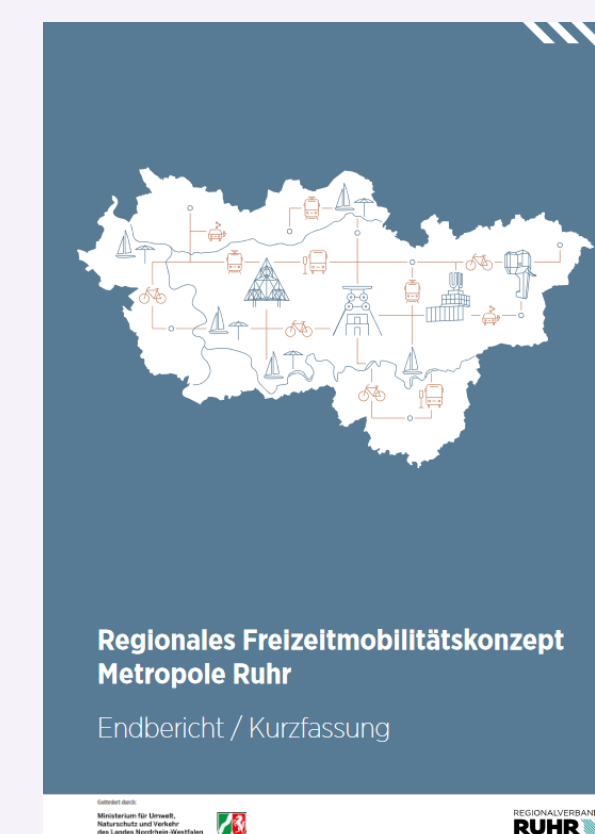 Regionales Freizeitmobilitätskonzept
Metropole Ruhr
Endbericht / Kurzfassung
Gefördert durch:
Ministerium für Umwelt,
Naturschutz und Verkehr
des Landes Nordrhein-Westfalen
REGIONALVERBAND
RUHR